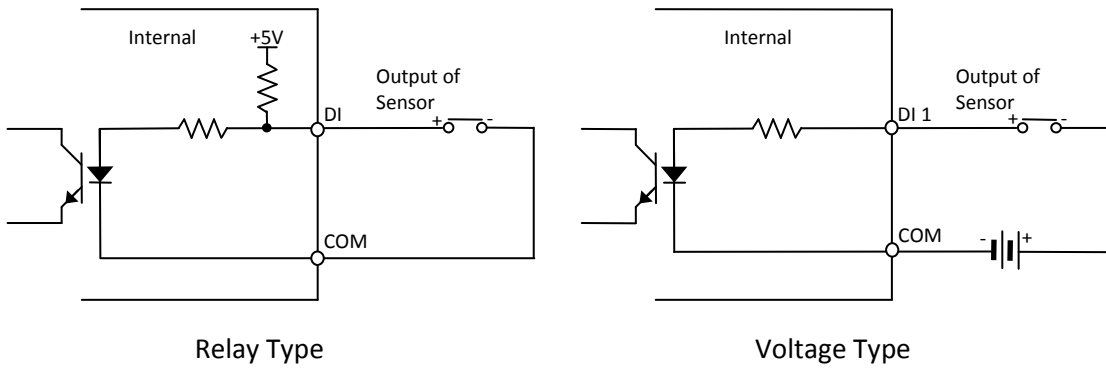 Internal
+5V
Output of
Sensor
DI
+
-
COM
Relay Type
Internal
Output of
Sensor
DI 1
+
-
COM
-
+
Voltage Type